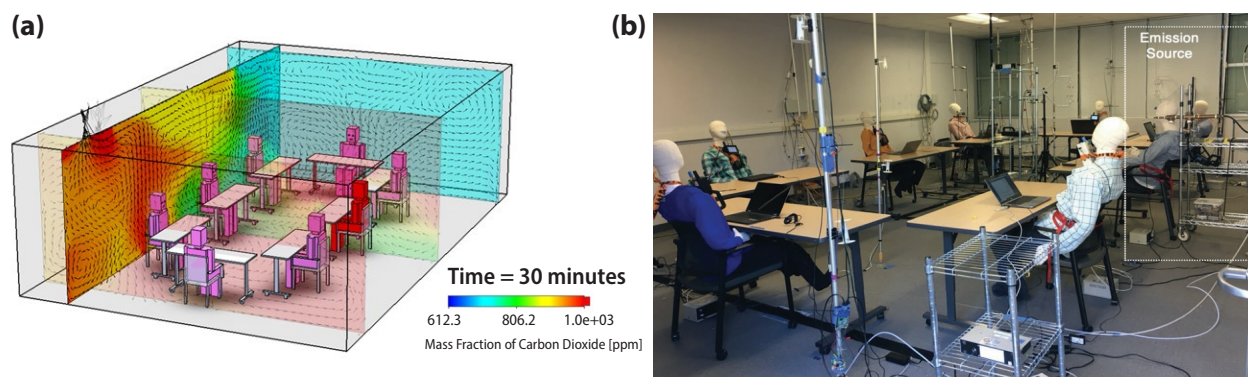 (a)
(b)
Emission
Source
Time = 30 minutes
612.3 806.2 1.0e+03
Mass Fraction of Carbon Dioxide [ppm]